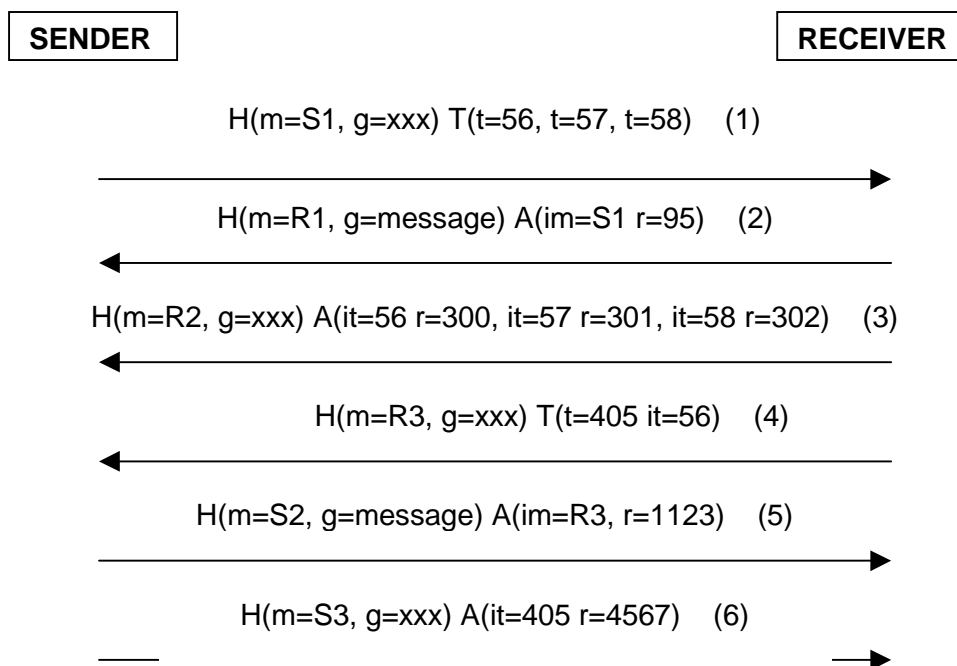 SENDER RECEIVER
H(m=S1, g=xxx) T(t=56, t=57, t=58) (1)
H(m=R1, g=message) A(im=S1 r=95) (2)
H(m=R2, g=xxx) A(it=56 r=300, it=57 r=301, it=58 r=302) (3)
H(m=R3, g=xxx) T(t=405 it=56) (4)
H(m=S2, g=message) A(im=R3, r=1123) (5)
H(m=S3, g=xxx) A(it=405 r=4567) (6)